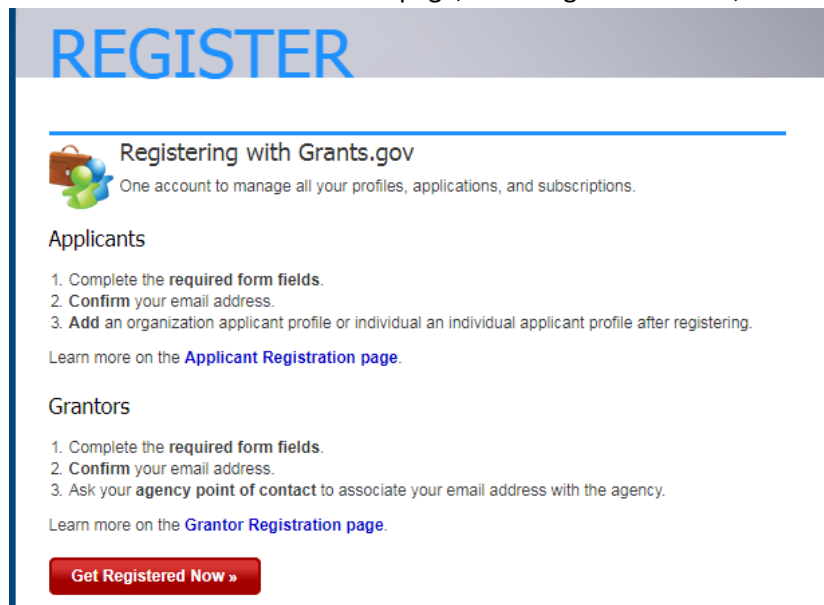 REGISTER
Registering with Grants.gov
One account to manage all your profiles, applications, and subscriptions.
Applicants
1. Complete the required form fields.
2. Confirm your email address.
3. Add an organization applicant profile or individual an individual applicant profile after registering.
Learn more on the Applicant Registration page.
Grantors
1. Complete the required form fields.
2. Confirm your email address.
3. Ask your agency point of contact to associate your email address with the agency.
Learn more on the Grantor Registration page.
Get Registered Now »